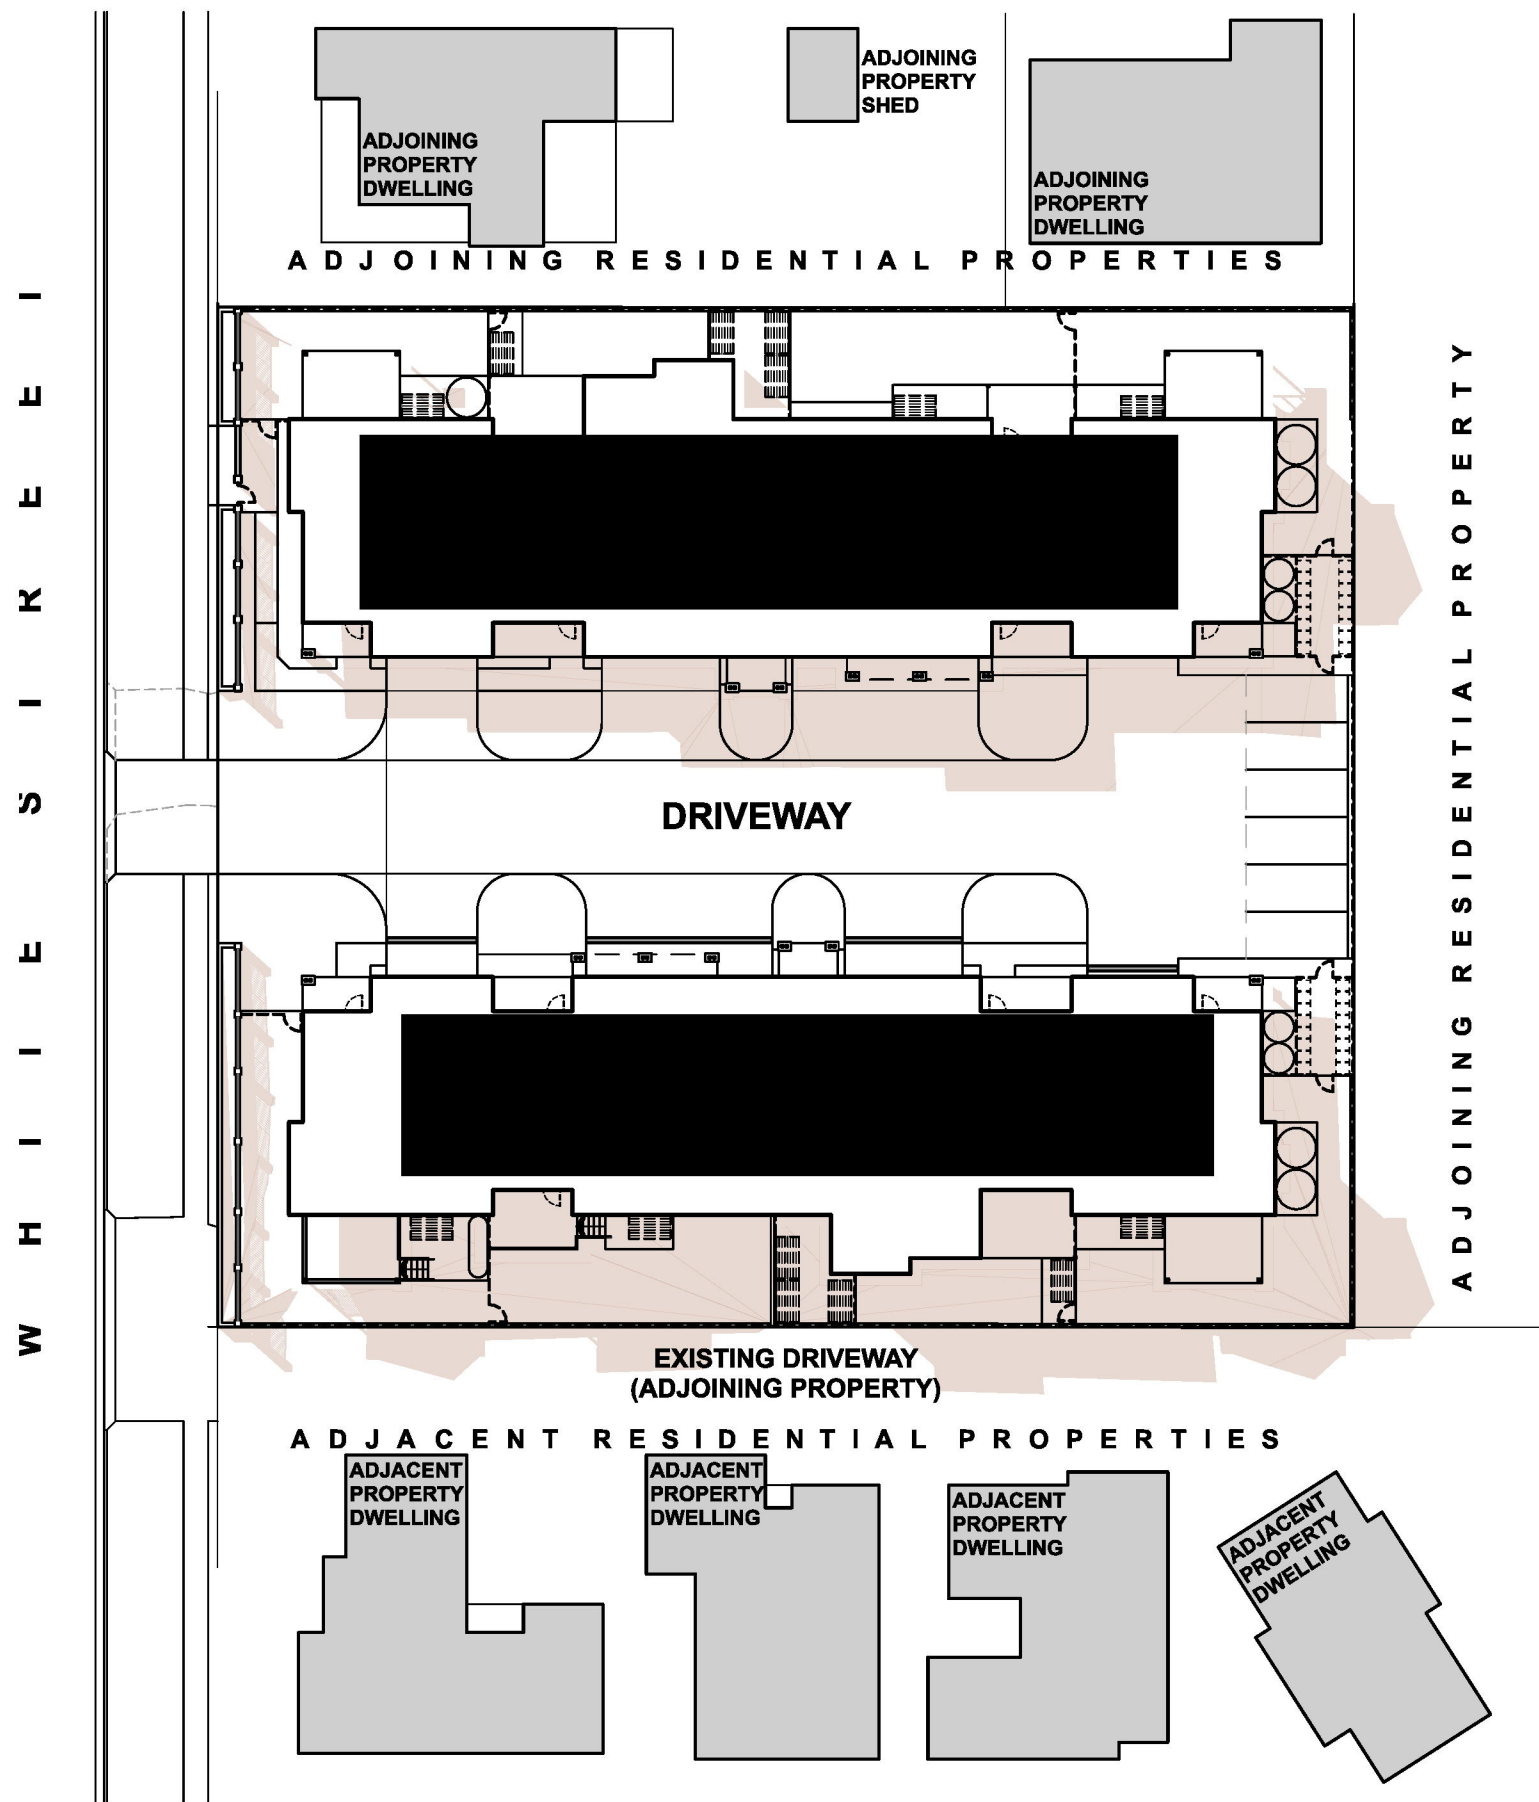 ADJOINING
PROPERTY
DWELLING
ADJOINING
PROPERTY
SHED
ADJOINING
PROPERTY
DWELLING
ADJOINING RESIDENTIAL PROPERTIES
WHITE STREET
ADJOINING RESIDENTIAL PROPERTY
DRIVEWAY
EXISTING DRIVEWAY
(ADJOINING PROPERTY)
ADJACENT RESIDENTIAL PROPERTIES
ADJACENT
PROPERTY
DWELLING
ADJACENT
PROPERTY
DWELLING
ADJACENT
PROPERTY
DWELLING
ADJACENT
PROPERTY
DWELLING